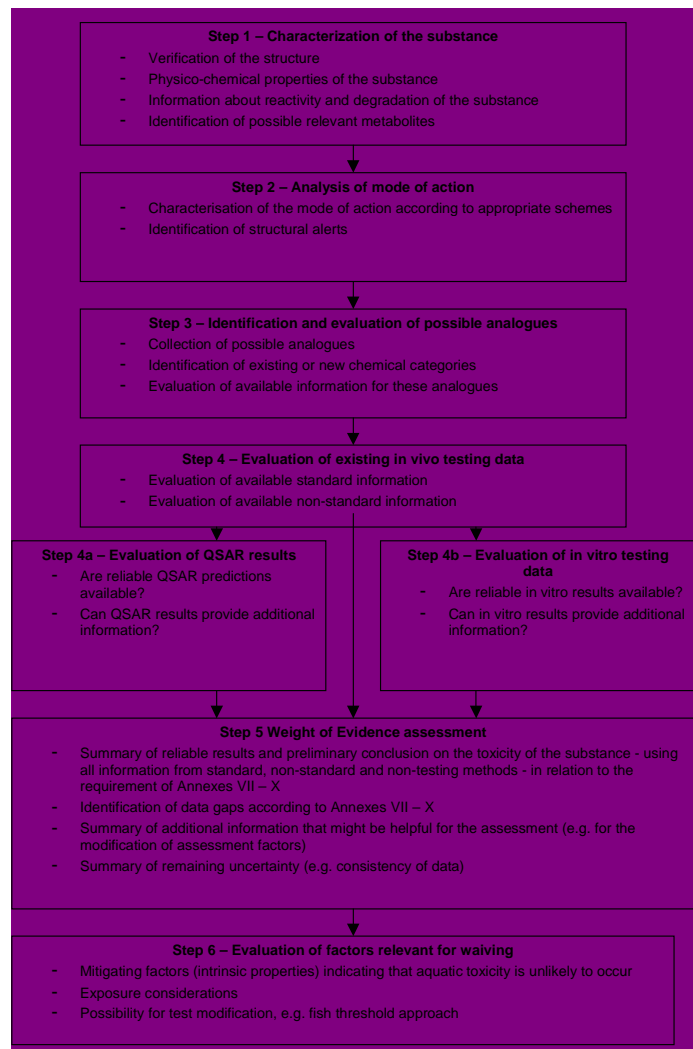 Step 1 – Characterization of the substance
- Verification of the structure
- Physico-chemical properties of the substance
- Information about reactivity and degradation of the substance
- Identification of possible relevant metabolites
Step 2 – Analysis of mode of action
- Characterisation of the mode of action according to appropriate schemes
- Identification of structural alerts
Step 3 – Identification and evaluation of possible analogues
- Collection of possible analogues
- Identification of existing or new chemical categories
- Evaluation of available information for these analogues
Step 4 – Evaluation of existing in vivo testing data
- Evaluation of available standard information
- Evaluation of available non-standard information
Step 4a – Evaluation of QSAR results
- Are reliable QSAR predictions
available?
- Can QSAR results provide additional
information?
Step 4b – Evaluation of in vitro testing
data
- Are reliable in vitro results available?
- Can in vitro results provide additional
information?
Step 5 Weight of Evidence assessment
- Summary of reliable results and preliminary conclusion on the toxicity of the substance - using
all information from standard, non-standard and non-testing methods - in relation to the
requirement of Annexes VII – X
- Identification of data gaps according to Annexes VII – X
- Summary of additional information that might be helpful for the assessment (e.g. for the
modification of assessment factors)
- Summary of remaining uncertainty (e.g. consistency of data)
Step 6 – Evaluation of factors relevant for waiving
- Mitigating factors (intrinsic properties) indicating that aquatic toxicity is unlikely to occur
- Exposure considerations
- Possibility for test modification, e.g. fish threshold approach